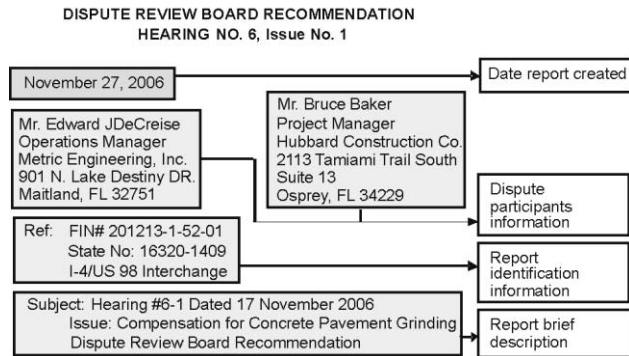 DISPUTE REVIEW BOARD RECOMMENDATION
HEARING NO. 6, Issue No. 1
November 27, 2006
Date report created
Mr. Edward JDeCreise
Operations Manager
Metric Engineering, Inc.
901 N. Lake Destiny DR.
Maitland, FL 32751
Mr. Bruce Baker
Project Manager
Hubbard Construction Co.
2113 Tamiami Trail South
Suite 13
Osprey, FL 34229
Dispute
participants
information
Ref: FIN# 201213-1-52-01
State No: 16320-1409
I-4/US 98 Interchange
Report
identification
information
Subject: Hearing #6-1 Dated 17 November 2006
Issue: Compensation for Concrete Pavement Grinding
Dispute Review Board Recommendation
Report brief
description